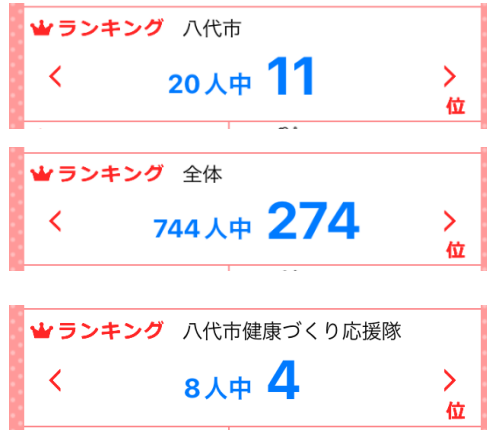 ランキング 八代市
20人中 11
位
ランキング 全体
744人中 274
位
ランキング 八代市健康づくり応援隊
8人中 4
位